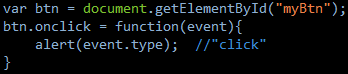 var btn = document.getElementById("myBtn");
btn.onclick = function(event){
    alert(event.type);  //"click"
}